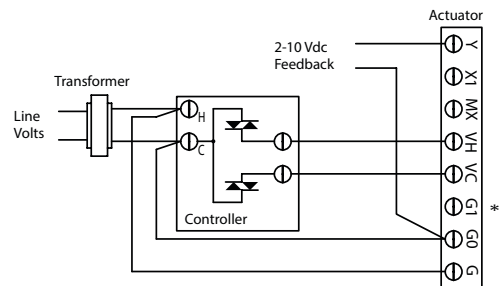 Actuator
2-10 Vdc
Feedback
Transformer
Line
Volts
H
C
Controller
Y
X1
MX
VH
VC
G1
*
G0
G